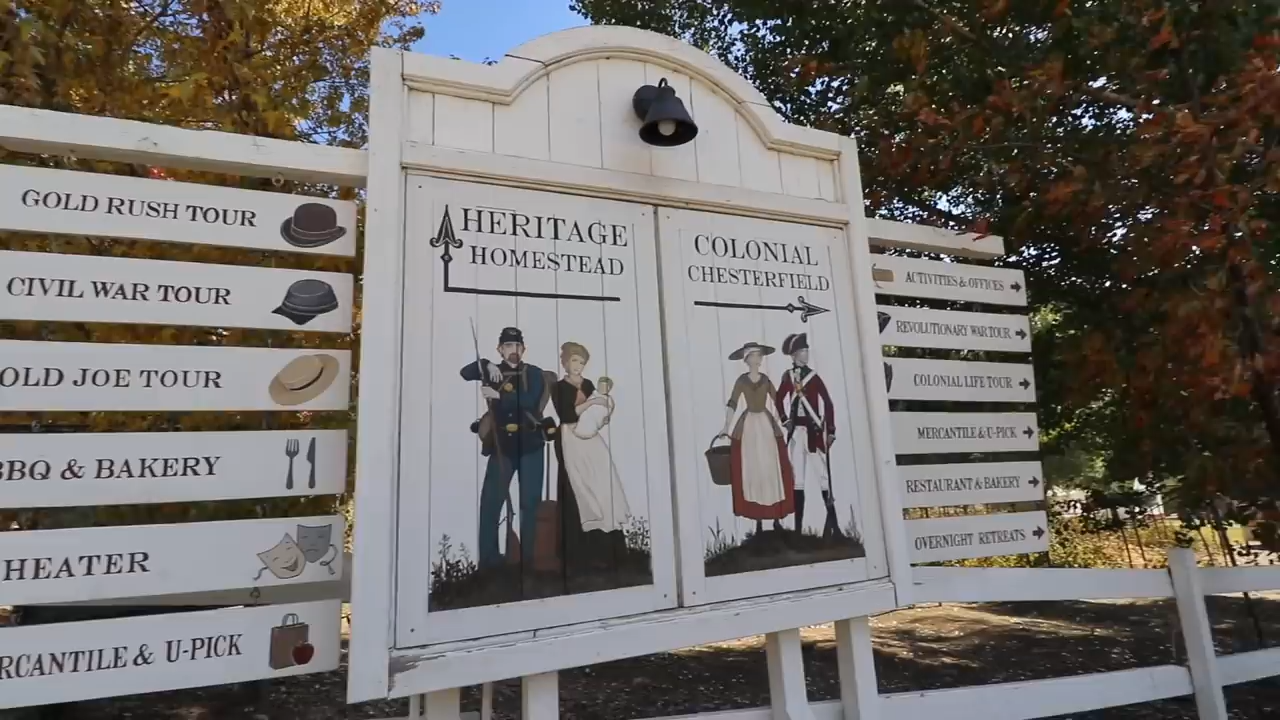 GOLD RUSH TOUR
CIVIL WAR TOUR
OLD JOE TOUR
BBQ & BAKERY
HEATER
RCANTILE & U-PICK
HERITAGE
HOMESTEAD
COLONIAL
CHESTERFIELD
ACTIVITIES & OFFICES
REVOLUTIONARY WAR TOUR
COLONIAL LIFE TOUR
MERCANTILE & U-PICK
RESTAURANT & BAKERY
OVERNIGHT RETREATS